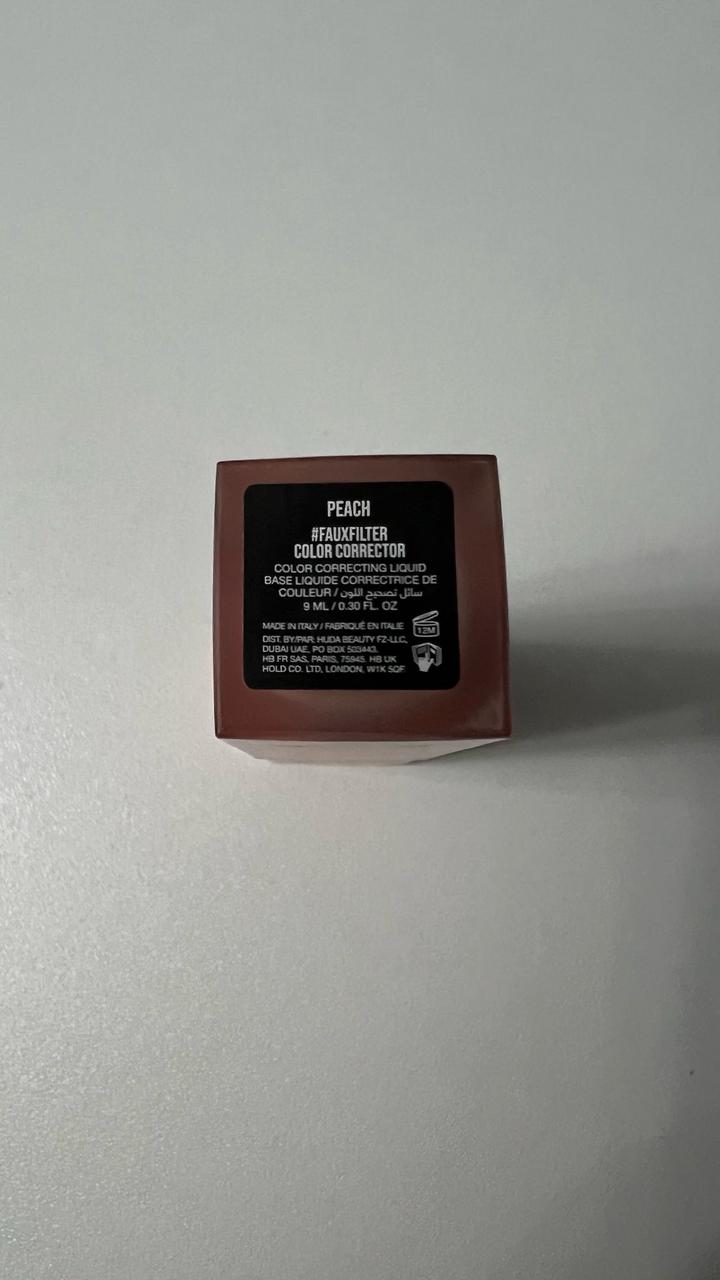 PEACH
#FAUXFILTER
COLOR CORRECTOR
COLOR CORRECTING LIQUID
BASE LIQUIDE CORRECTRICE DE
COULEUR / سائل تصحيح اللون
9 ML / 0.30 FL. OZ
MADE IN ITALY / FABRIQUÉ EN ITALIE
12M
DIST. BY/PAR: HUDA BEAUTY FZ-LLC,
DUBAI UAE, PO BOX 503443.
HB FR SAS, PARIS, 75945. HB UK
HOLD CO. LTD, LONDON, W1K 5QF